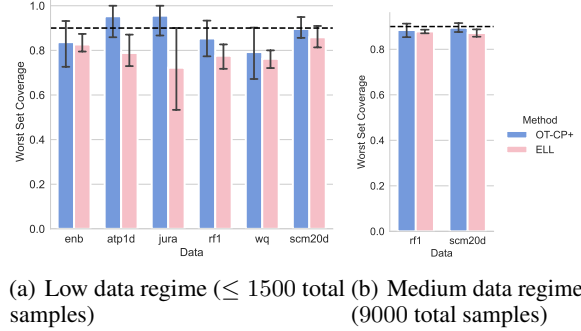 Worst Set Coverage
1.0
0.8
0.6
0.4
0.2
0.0
enb atp1d jura rf1 wq scm20d
Data
Worst Set Coverage
0.8
0.6
0.4
0.2
0.0
rf1 scm20d
Data
Method
OT-CP+
ELL
(a) Low data regime (≤ 1500 total samples)
(b) Medium data regime (9000 total samples)